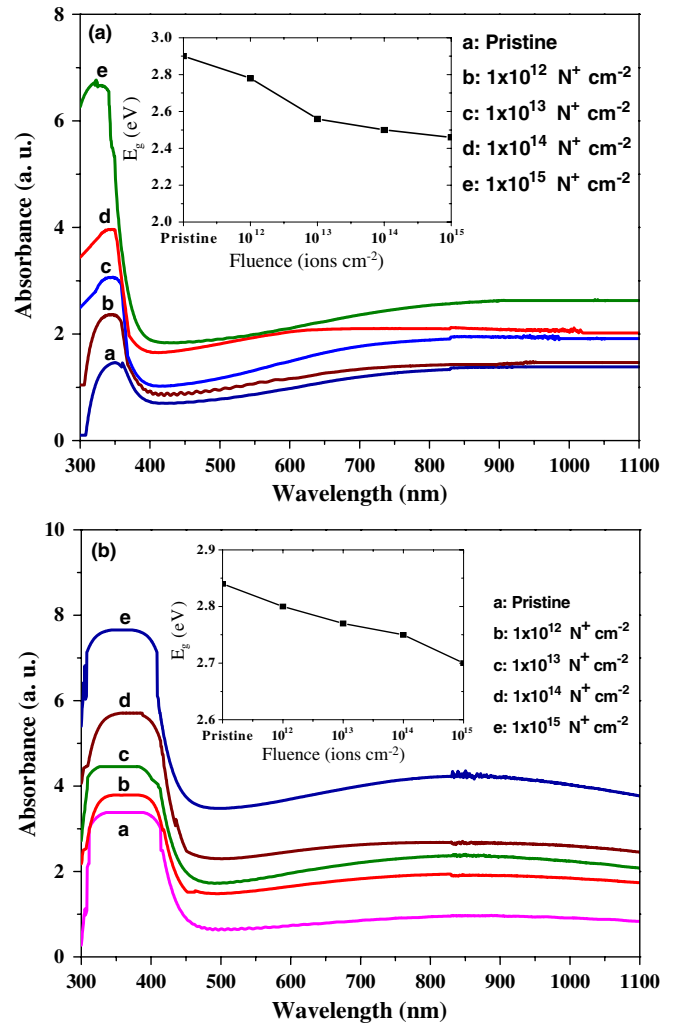 (a)
a: Pristine
b: 1x10¹² N⁺ cm⁻²
c: 1x10¹³ N⁺ cm⁻²
d: 1x10¹⁴ N⁺ cm⁻²
e: 1x10¹⁵ N⁺ cm⁻²
8
6
4
2
0
Absorbance (a. u.)
e
d
c
b
a
3.0
2.8
2.6
2.4
2.2
2.0
E_g (eV)
Pristine 10¹² 10¹³ 10¹⁴ 10¹⁵
Fluence (ions cm⁻²)
300 400 500 600 700 800 900 1000 1100
Wavelength (nm)
(b)
a: Pristine
b: 1x10¹² N⁺ cm⁻²
c: 1x10¹³ N⁺ cm⁻²
d: 1x10¹⁴ N⁺ cm⁻²
e: 1x10¹⁵ N⁺ cm⁻²
10
8
6
4
2
0
Absorbance (a. u.)
e
d
c
b
a
2.9
2.8
2.7
2.6
E_g (eV)
Pristine 10¹² 10¹³ 10¹⁴ 10¹⁵
Fluence (ions cm⁻²)
300 400 500 600 700 800 900 1000 1100
Wavelength (nm)